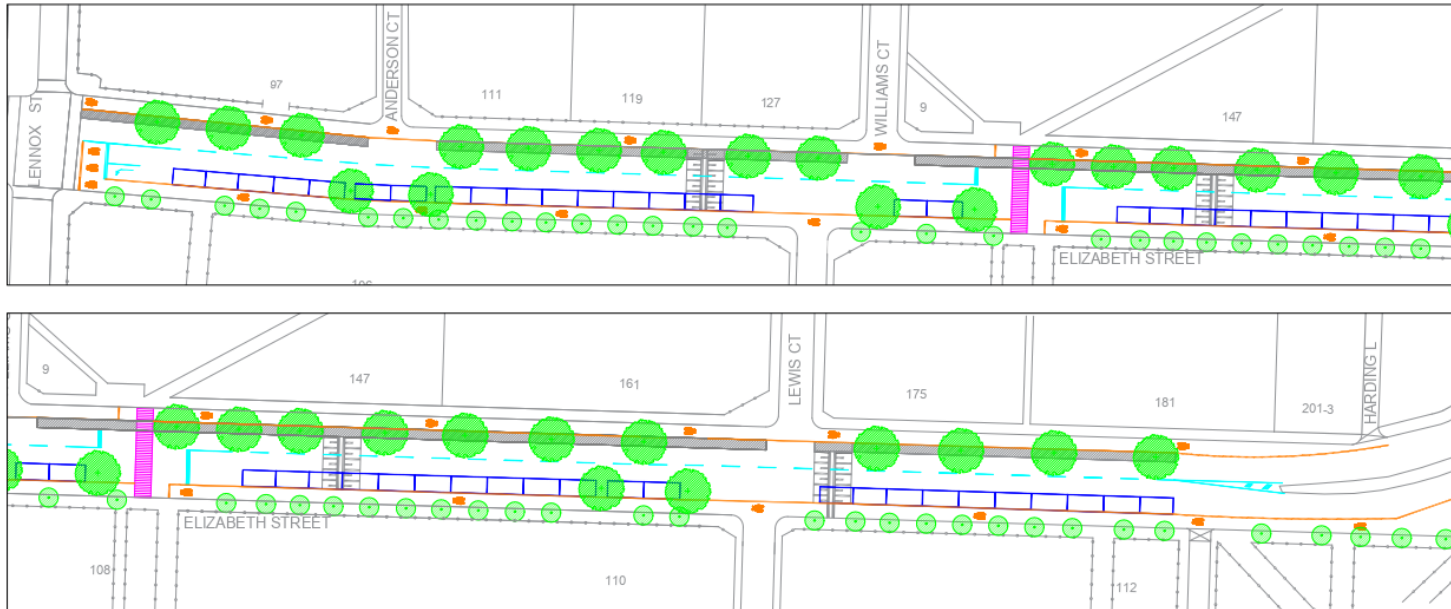 97
ANDERSON CT
111
119
127
WILLIAMS CT
9
147
LENNOX ST
ELIZABETH STREET
9
147
161
LEWIS CT
175
181
201-3
HARDING L
ELIZABETH STREET
108
110
112